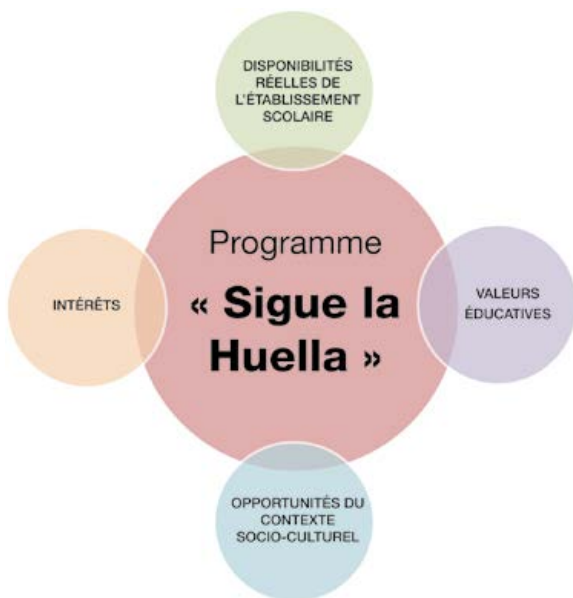 DISPONIBILITÉS
RÉELLES DE
L'ÉTABLISSEMENT
SCOLAIRE
Programme
« Sigue la
Huella »
INTÉRÊTS
VALEURS
ÉDUCATIVES
OPPORTUNITÉS DU
CONTEXTE
SOCIO-CULTUREL